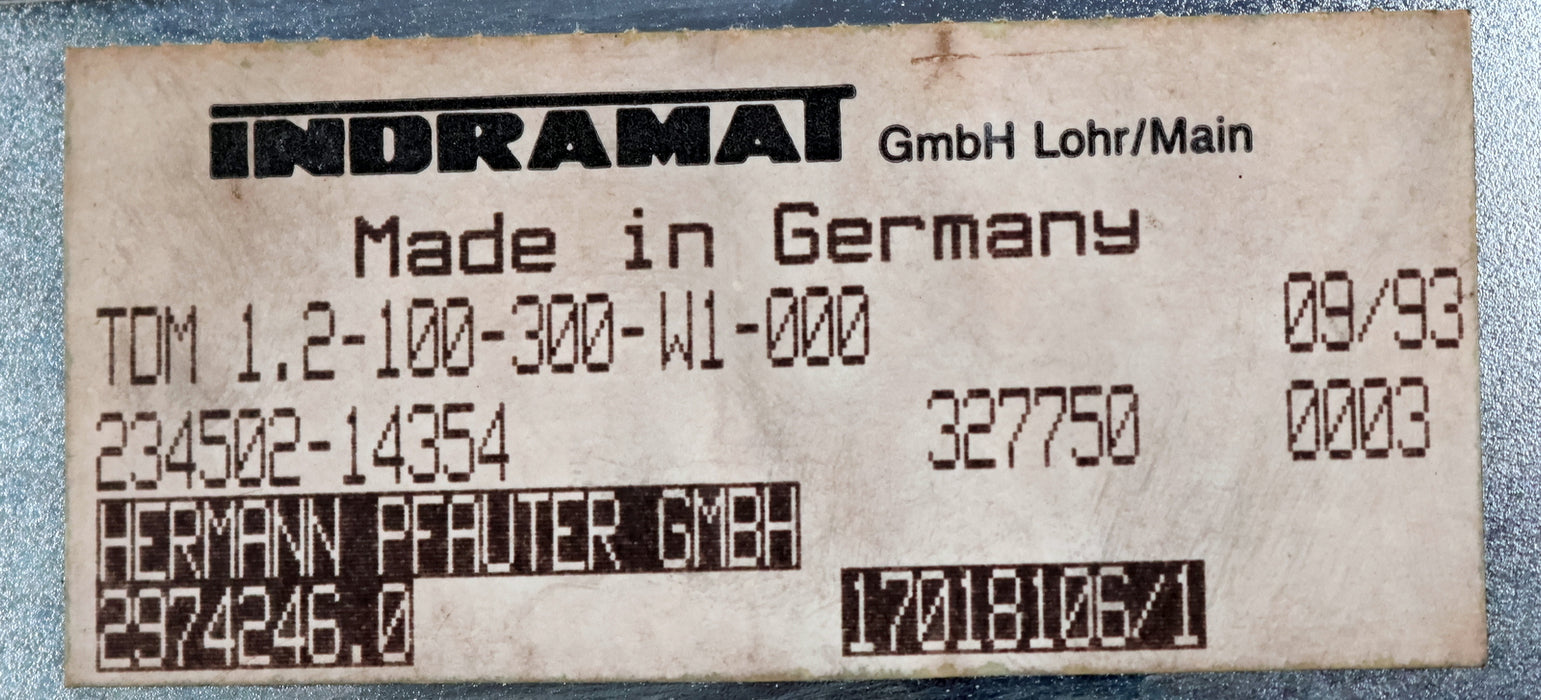 INDRAMAT GmbH Lohr/Main
Made in Germany
TDM 1.2-100-300-W1-000 09/93
234502-14354 327750 0003
HERMANN PFAUTER GMBH
2974246.0 17018106/1